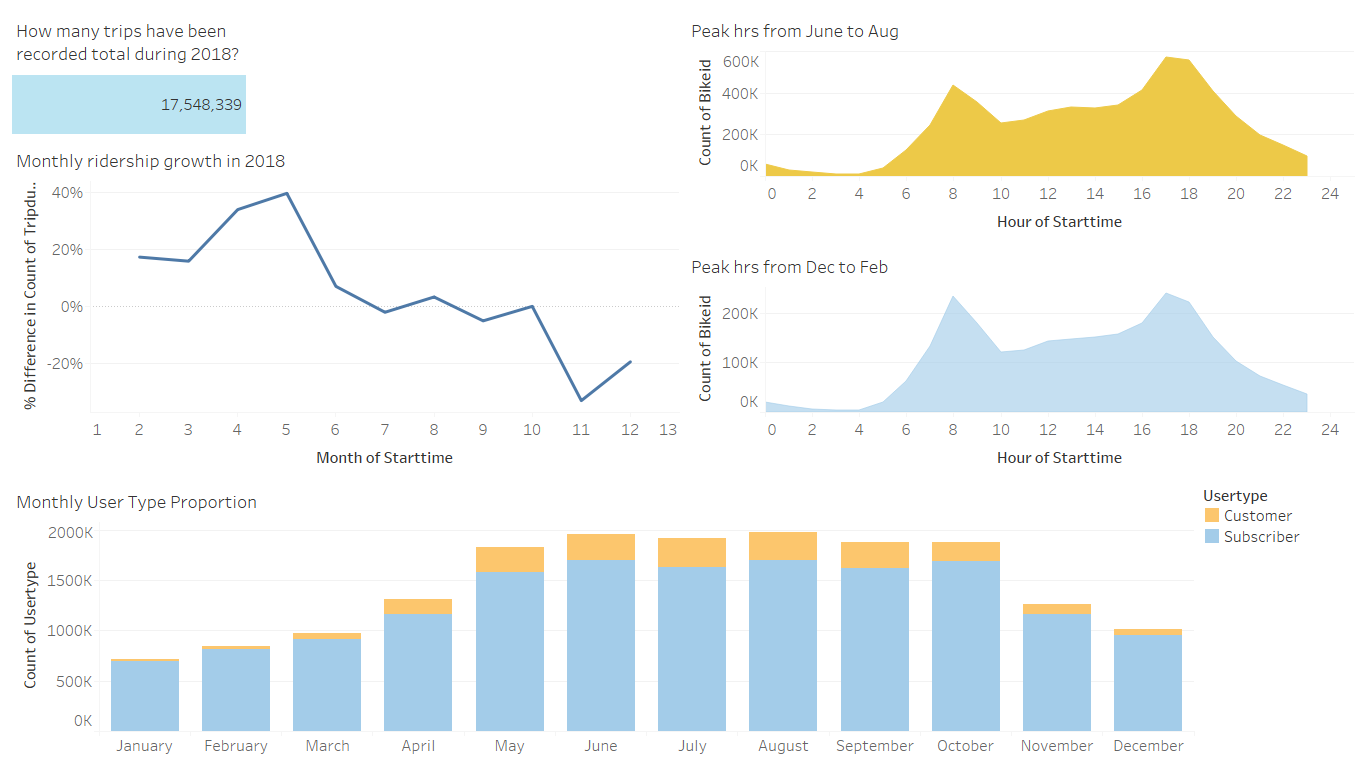 How many trips have been
recorded total during 2018?
17,548,339
Monthly ridership growth in 2018
% Difference in Count of Tripdu..
40%
20%
0%
-20%
1 2 3 4 5 6 7 8 9 10 11 12 13
Month of Starttime
Peak hrs from June to Aug
Count of Bikeid
600K
400K
200K
0K
0 2 4 6 8 10 12 14 16 18 20 22 24
Hour of Starttime
Peak hrs from Dec to Feb
Count of Bikeid
200K
100K
0K
0 2 4 6 8 10 12 14 16 18 20 22 24
Hour of Starttime
Monthly User Type Proportion
Count of Usertype
2000K
1500K
1000K
500K
0K
January February March April May June July August September October November December
Usertype
Customer
Subscriber